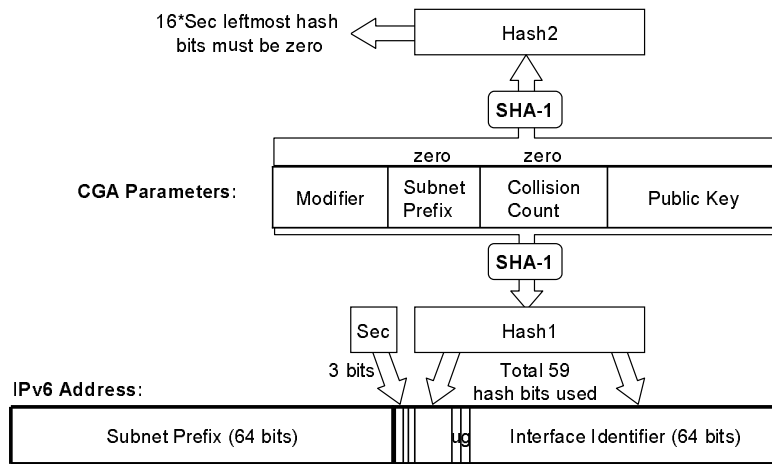 16*Sec leftmost hash
bits must be zero
Hash2
SHA-1
zero zero
CGA Parameters:
Modifier
Subnet
Prefix
Collision
Count
Public Key
SHA-1
Sec
Hash1
3 bits
Total 59
hash bits used
IPv6 Address:
Subnet Prefix (64 bits)
ug
Interface Identifier (64 bits)